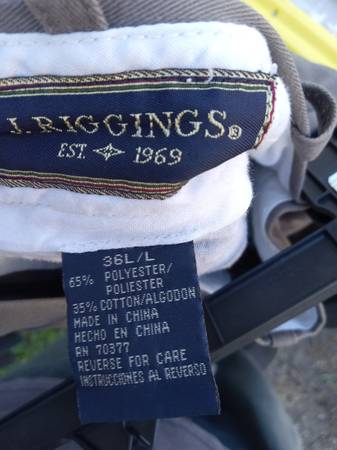 J.RIGGINGS®
EST. 1969
36L/L
65% POLYESTER/
POLIESTER
35% COTTON/ALGODON
MADE IN CHINA
HECHO EN CHINA
RN 70377
REVERSE FOR CARE
INSTRUCCIONES AL REVERSO